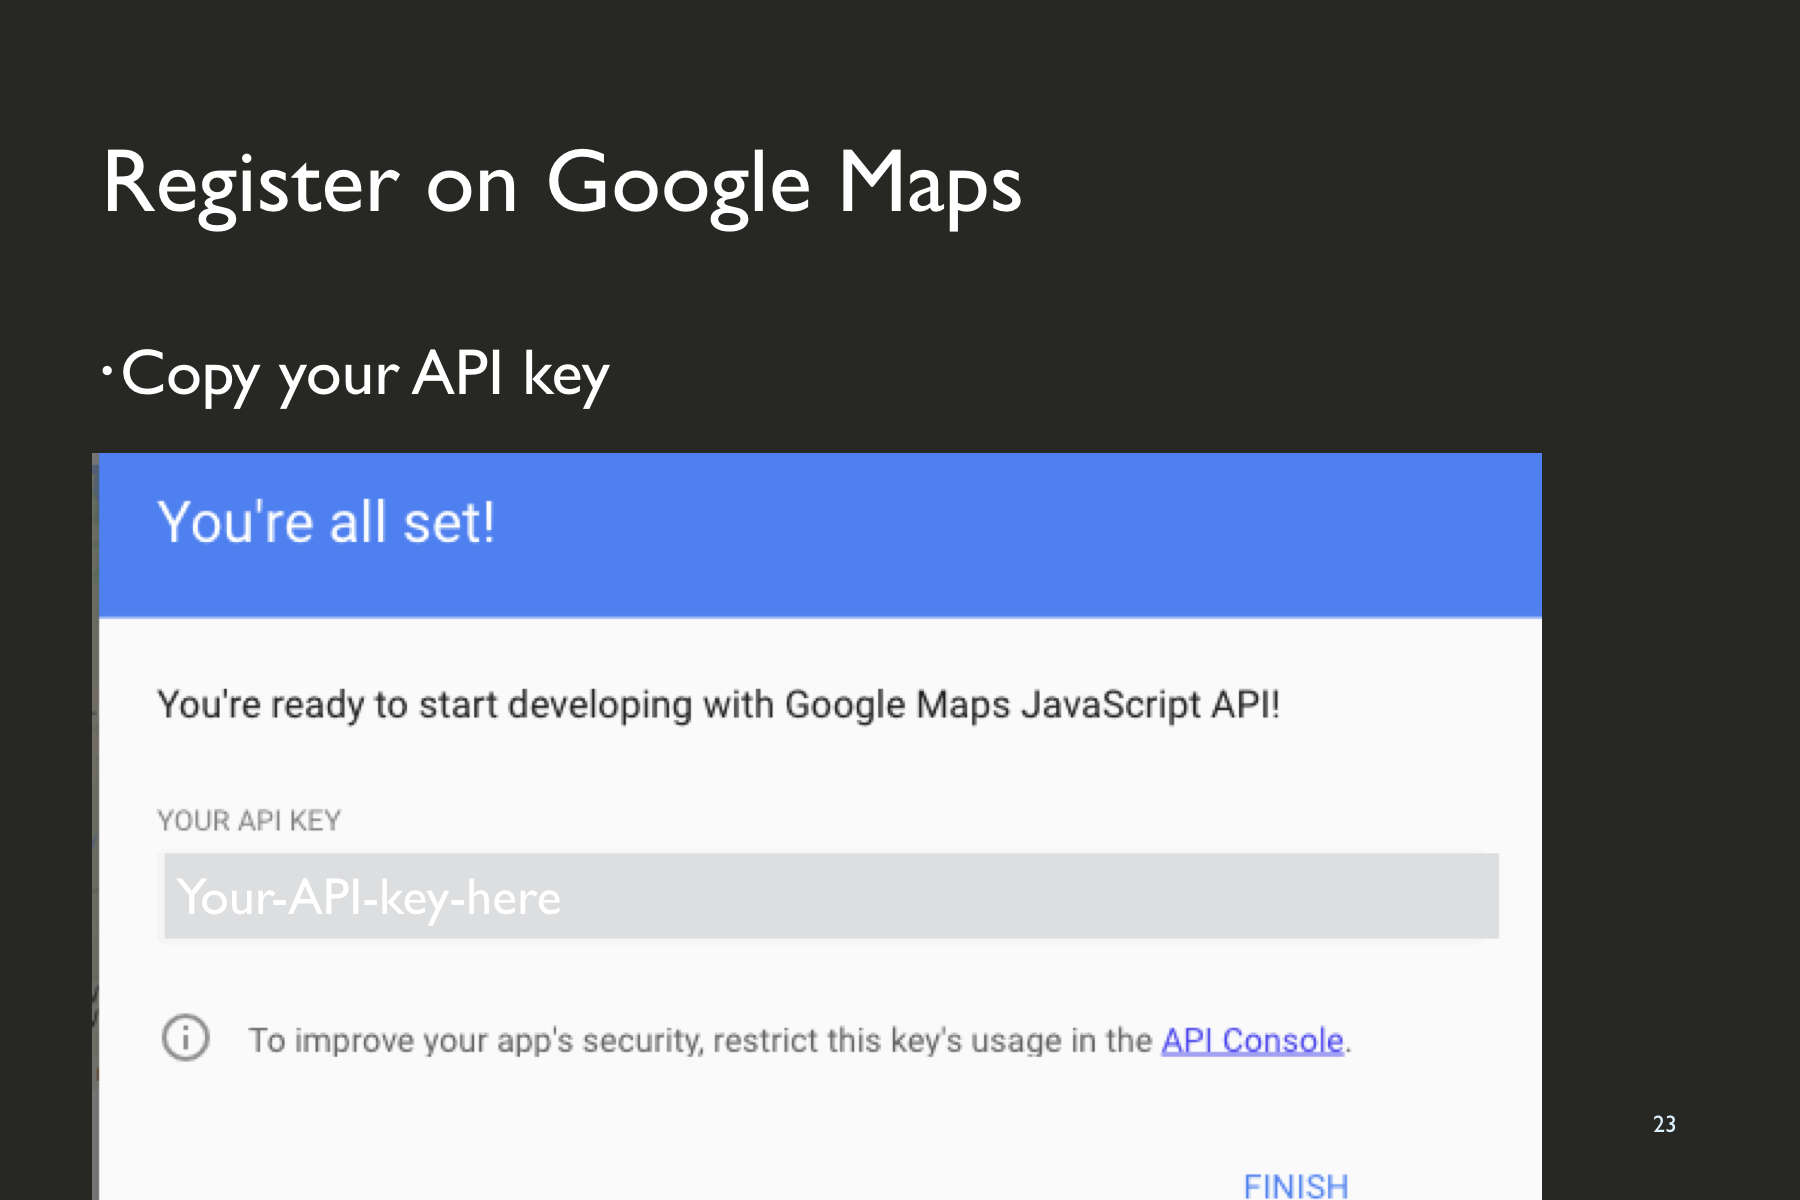 Register on Google Maps
·Copy your API key
You're all set!
You're ready to start developing with Google Maps JavaScript API!
YOUR API KEY
Your-API-key-here
To improve your app's security, restrict this key's usage in the API Console.
23
FINISH